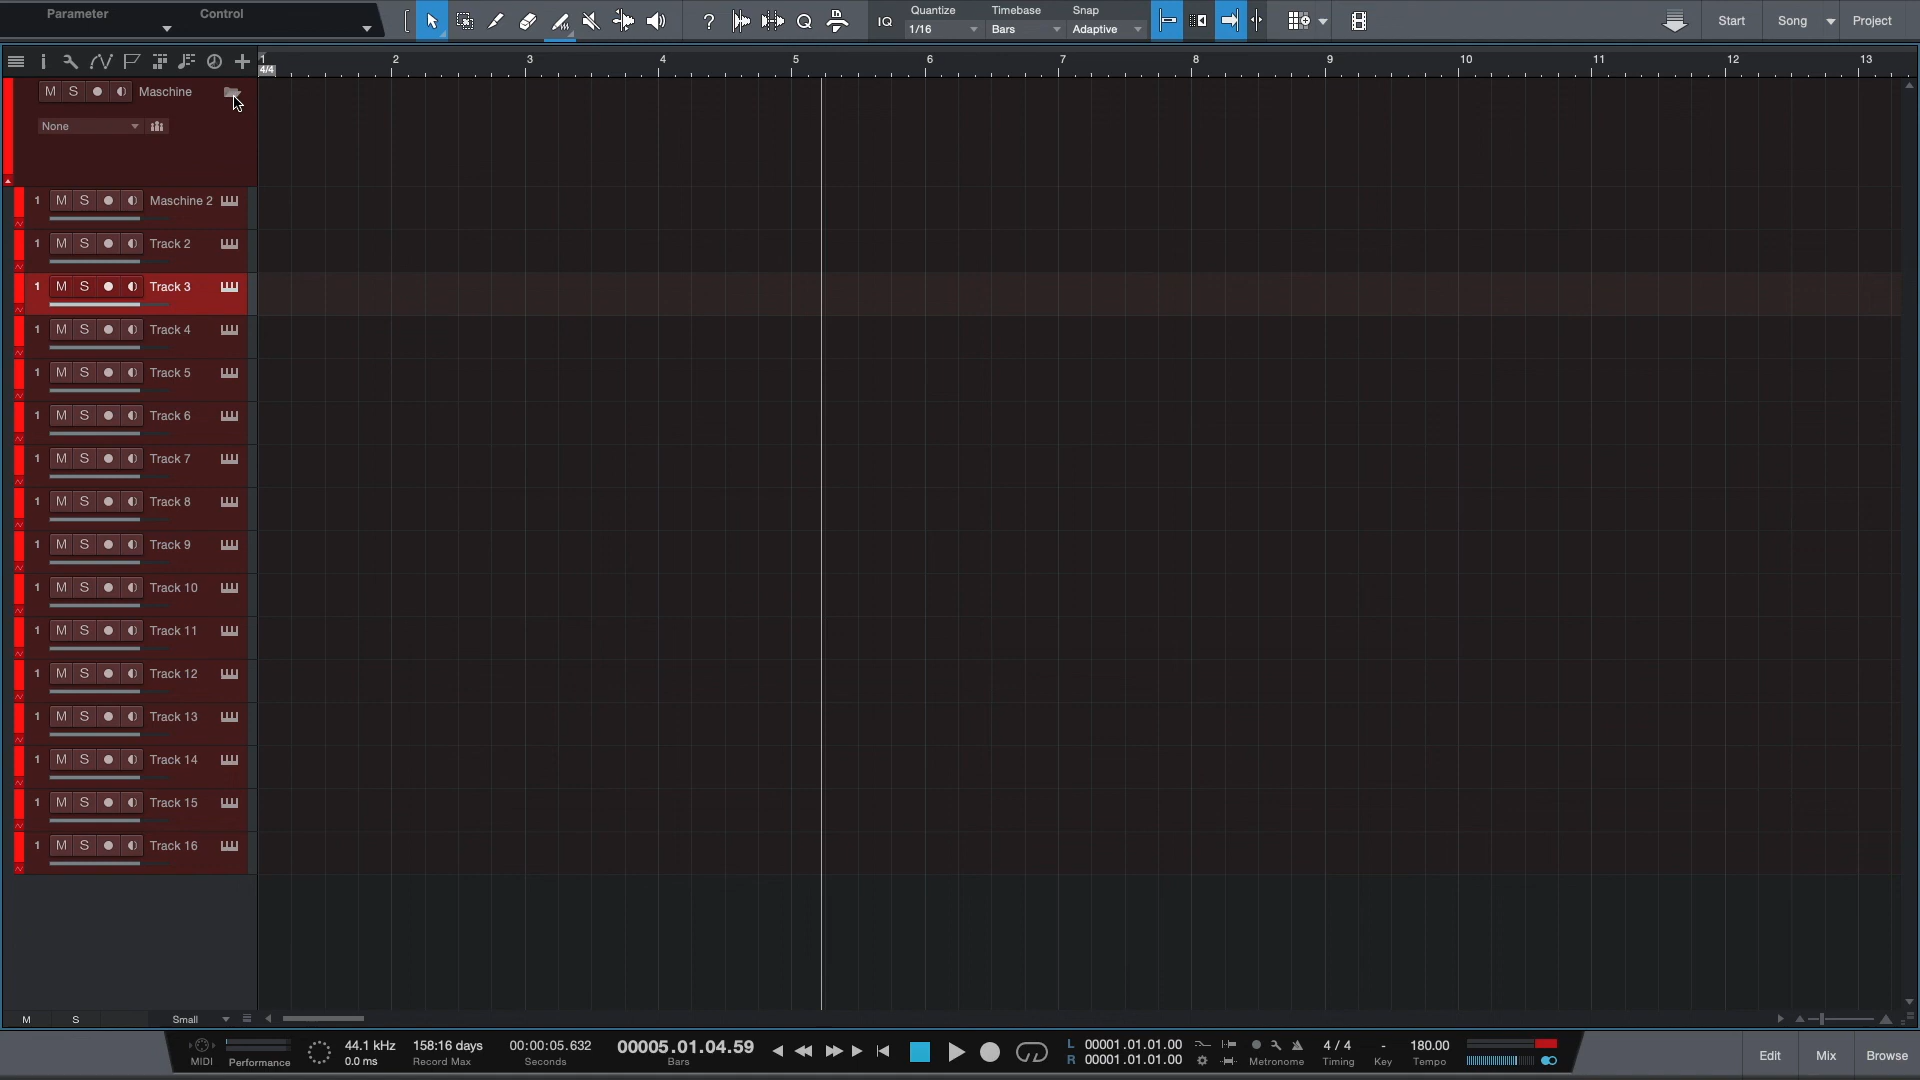 Parameter
Control
IQ
Quantize
1/16
Timebase
Bars
Snap
Adaptive
Start
Song
Project
1 2 3 4 5 6 7 8 9 10 11 12 13
4/4
M S Maschine
None
1 M S Maschine 2
1 M S Track 2
1 M S Track 3
1 M S Track 4
1 M S Track 5
1 M S Track 6
1 M S Track 7
1 M S Track 8
1 M S Track 9
1 M S Track 10
1 M S Track 11
1 M S Track 12
1 M S Track 13
1 M S Track 14
1 M S Track 15
1 M S Track 16
M S Small
MIDI
Performance
44.1 kHz
0.0 ms
158:16 days
Record Max
00:00:05.632
Seconds
00005.01.04.59
Bars
L 00001.01.01.00
R 00001.01.01.00
Metronome
4 / 4
Timing
-
Key
180.00
Tempo
Edit
Mix
Browse